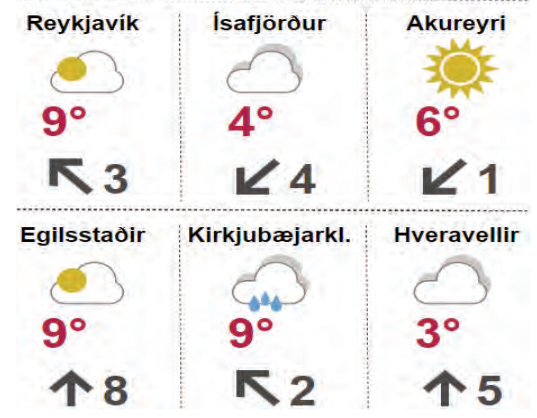 Reykjavík Ísafjörður Akureyri
9° 4° 6°
3 4 1
Egilsstaðir Kirkjubæjarkl. Hveravellir
9° 9° 3°
8 2 5